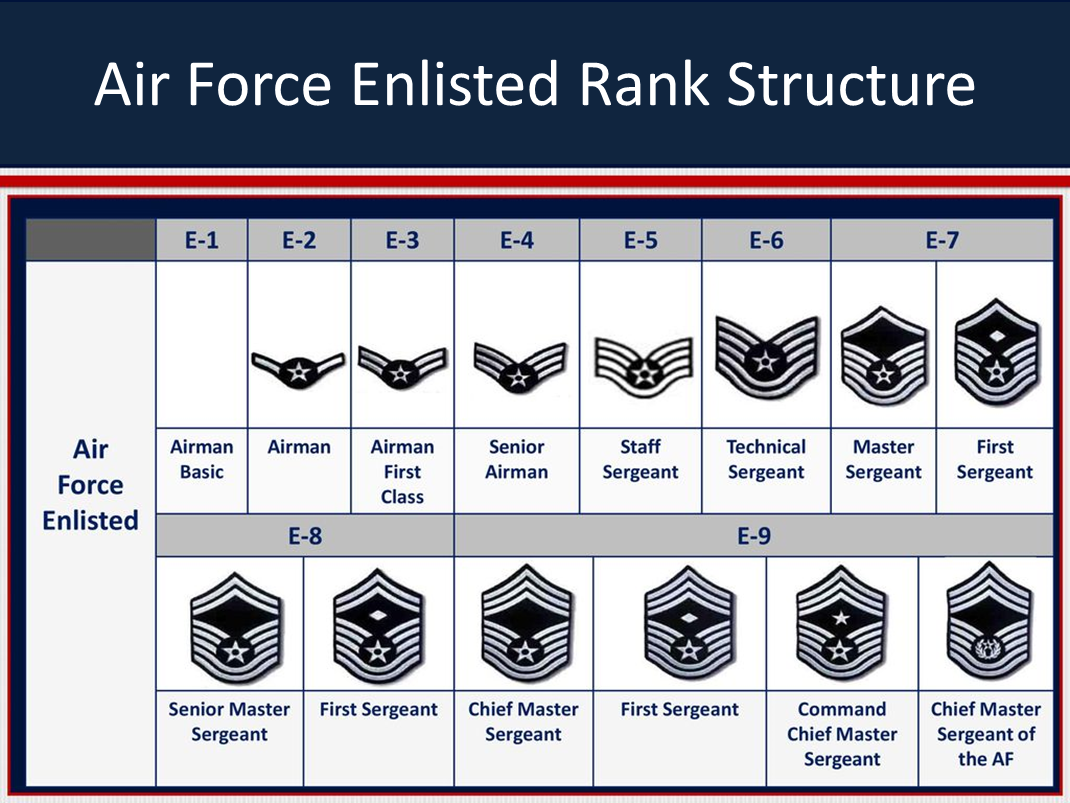 Air Force Enlisted Rank Structure
E-1 E-2 E-3 E-4 E-5 E-6 E-7
Air
Force
Enlisted
Airman
Basic
Airman
Airman
First
Class
Senior
Airman
Staff
Sergeant
Technical
Sergeant
Master
Sergeant
First
Sergeant
E-8 E-9
Senior Master
Sergeant
First Sergeant
Chief Master
Sergeant
First Sergeant
Command
Chief Master
Sergeant
Chief Master
Sergeant of
the AF